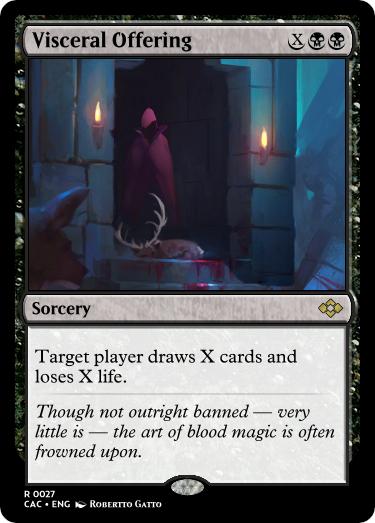 Visceral Offering X
Sorcery
Target player draws X cards and
loses X life.
Though not outright banned — very
little is — the art of blood magic is often
frowned upon.
R 0027
CAC • ENG Robertto Gatto